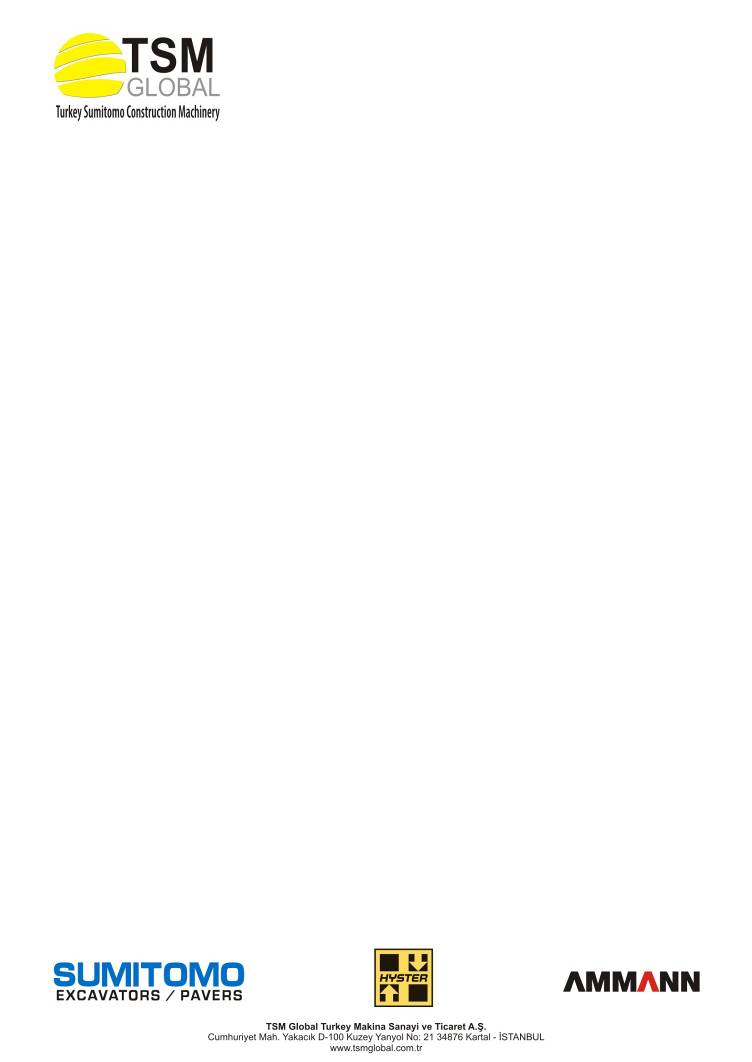 TSM
GLOBAL
Turkey Sumitomo Construction Machinery
SUMITOMO
EXCAVATORS / PAVERS
HYSTER
AMMANN
TSM Global Turkey Makina Sanayi ve Ticaret A.Ş.
Cumhuriyet Mah. Yakacık D-100 Kuzey Yanyol No: 21 34876 Kartal - İSTANBUL
www.tsmglobal.com.tr